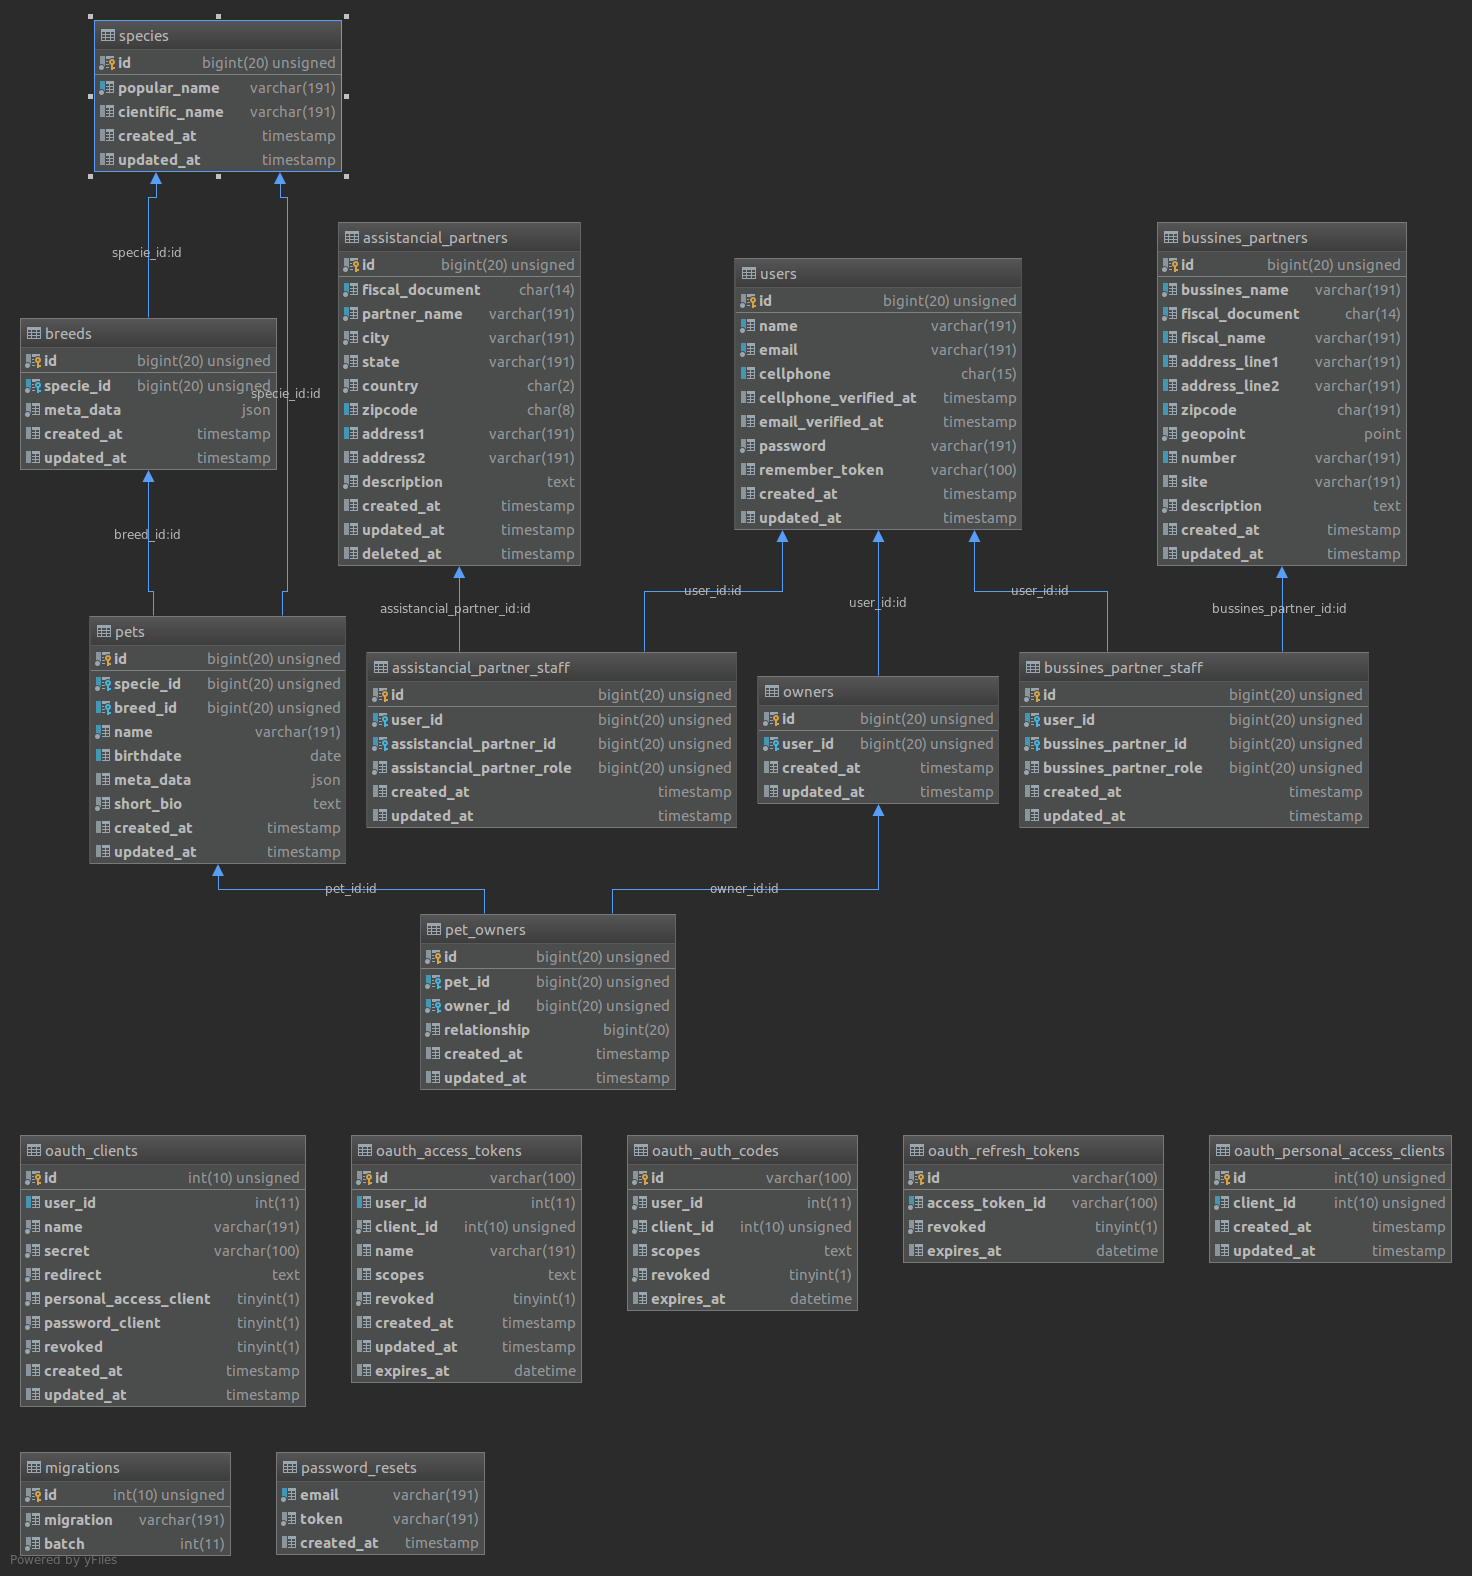 species
id bigint(20) unsigned
popular_name varchar(191)
cientific_name varchar(191)
created_at timestamp
updated_at timestamp
specie_id:id
specie_id:id
breeds
id bigint(20) unsigned
specie_id bigint(20) unsigned
meta_data json
created_at timestamp
updated_at timestamp
breed_id:id
assistancial_partners
id bigint(20) unsigned
fiscal_document char(14)
partner_name varchar(191)
city varchar(191)
state varchar(191)
country char(2)
zipcode char(8)
address1 varchar(191)
address2 varchar(191)
description text
created_at timestamp
updated_at timestamp
deleted_at timestamp
assistancial_partner_id:id
users
id bigint(20) unsigned
name varchar(191)
email varchar(191)
cellphone char(15)
cellphone_verified_at timestamp
email_verified_at timestamp
password varchar(191)
remember_token varchar(100)
created_at timestamp
updated_at timestamp
user_id:id
user_id:id
user_id:id
bussines_partners
id bigint(20) unsigned
bussines_name varchar(191)
fiscal_document char(14)
fiscal_name varchar(191)
address_line1 varchar(191)
address_line2 varchar(191)
zipcode char(191)
geopoint point
number varchar(191)
site varchar(191)
description text
created_at timestamp
updated_at timestamp
bussines_partner_id:id
pets
id bigint(20) unsigned
specie_id bigint(20) unsigned
breed_id bigint(20) unsigned
name varchar(191)
birthdate date
meta_data json
short_bio text
created_at timestamp
updated_at timestamp
assistancial_partner_staff
id bigint(20) unsigned
user_id bigint(20) unsigned
assistancial_partner_id bigint(20) unsigned
assistancial_partner_role bigint(20) unsigned
created_at timestamp
updated_at timestamp
owners
id bigint(20) unsigned
user_id bigint(20) unsigned
created_at timestamp
updated_at timestamp
bussines_partner_staff
id bigint(20) unsigned
user_id bigint(20) unsigned
bussines_partner_id bigint(20) unsigned
bussines_partner_role bigint(20) unsigned
created_at timestamp
updated_at timestamp
pet_id:id
owner_id:id
pet_owners
id bigint(20) unsigned
pet_id bigint(20) unsigned
owner_id bigint(20) unsigned
relationship bigint(20)
created_at timestamp
updated_at timestamp
oauth_clients
id int(10) unsigned
user_id int(11)
name varchar(191)
secret varchar(100)
redirect text
personal_access_client tinyint(1)
password_client tinyint(1)
revoked tinyint(1)
created_at timestamp
updated_at timestamp
oauth_access_tokens
id varchar(100)
user_id int(11)
client_id int(10) unsigned
name varchar(191)
scopes text
revoked tinyint(1)
created_at timestamp
updated_at timestamp
expires_at datetime
oauth_auth_codes
id varchar(100)
user_id int(11)
client_id int(10) unsigned
scopes text
revoked tinyint(1)
expires_at datetime
oauth_refresh_tokens
id varchar(100)
access_token_id varchar(100)
revoked tinyint(1)
expires_at datetime
oauth_personal_access_clients
id int(10) unsigned
client_id int(10) unsigned
created_at timestamp
updated_at timestamp
migrations
id int(10) unsigned
migration varchar(191)
batch int(11)
password_resets
email varchar(191)
token varchar(191)
created_at timestamp
Powered by yFiles